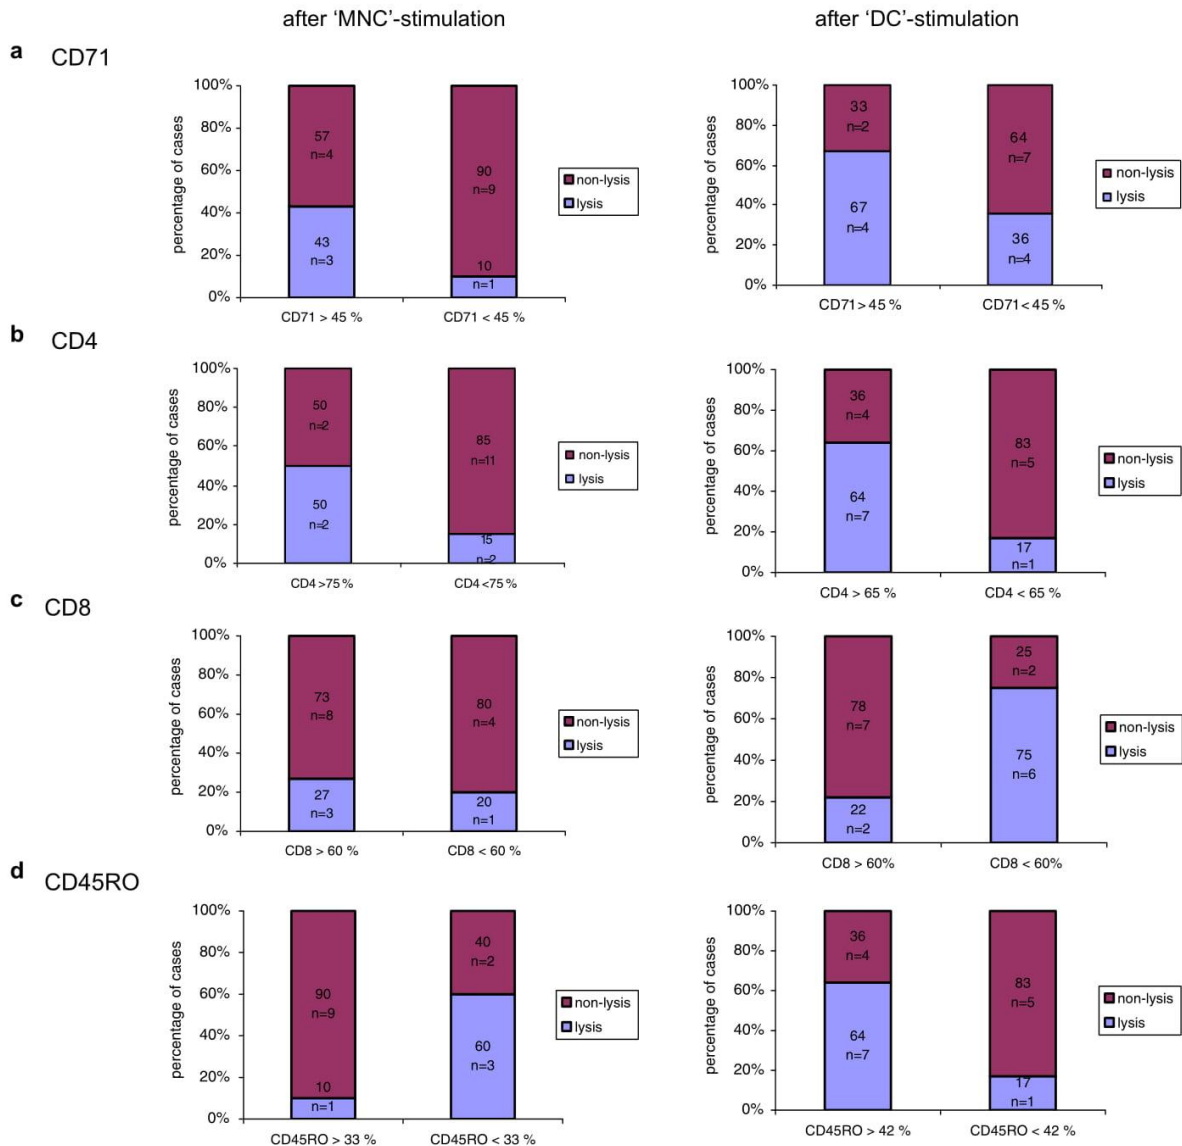 after ‘MNC’-stimulation
after ‘DC’-stimulation
a CD71
percentage of cases
100%
80%
60%
40%
20%
0%
57
n=4
43
n=3
90
n=9
10
n=1
CD71 > 45 %
CD71 < 45 %
non-lysis
lysis
percentage of cases
100%
80%
60%
40%
20%
0%
33
n=2
67
n=4
64
n=7
36
n=4
CD71 > 45%
CD71 < 45%
non-lysis
lysis
b CD4
percentage of cases
100%
80%
60%
40%
20%
0%
50
n=2
50
n=2
85
n=11
15
n=2
CD4 >75 %
CD4 <75 %
non-lysis
lysis
percentage of cases
100%
80%
60%
40%
20%
0%
36
n=4
64
n=7
83
n=5
17
n=1
CD4 > 65 %
CD4 < 65 %
non-lysis
lysis
c CD8
percentage of cases
100%
80%
60%
40%
20%
0%
73
n=8
27
n=3
80
n=4
20
n=1
CD8 > 60 %
CD8 < 60 %
non-lysis
lysis
percentage of cases
100%
80%
60%
40%
20%
0%
78
n=7
22
n=2
25
n=2
75
n=6
CD8 > 60%
CD8 < 60%
non-lysis
lysis
d CD45RO
percentage of cases
100%
80%
60%
40%
20%
0%
90
n=9
10
n=1
40
n=2
60
n=3
CD45RO > 33 %
CD45RO < 33 %
non-lysis
lysis
percentage of cases
100%
80%
60%
40%
20%
0%
36
n=4
64
n=7
83
n=5
17
n=1
CD45RO > 42 %
CD45RO < 42 %
non-lysis
lysis